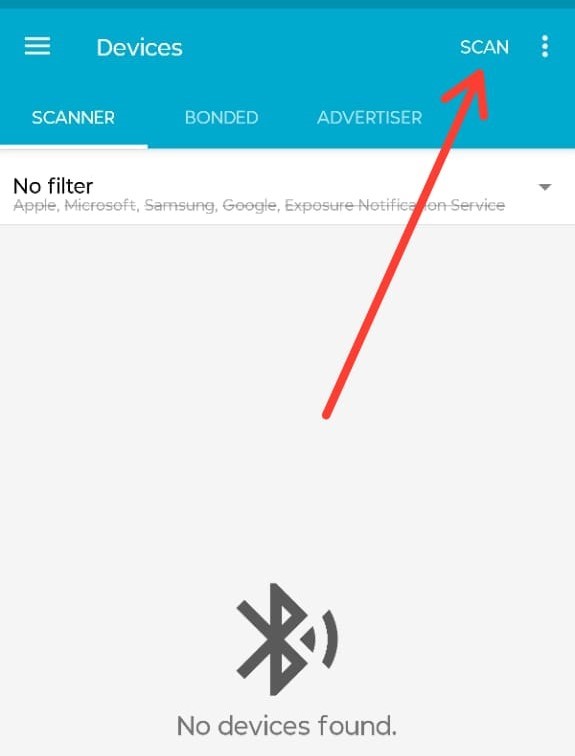 Devices SCAN
SCANNER BONDED ADVERTISER
No filter
Apple, Microsoft, Samsung, Google, Exposure Notification Service
No devices found.